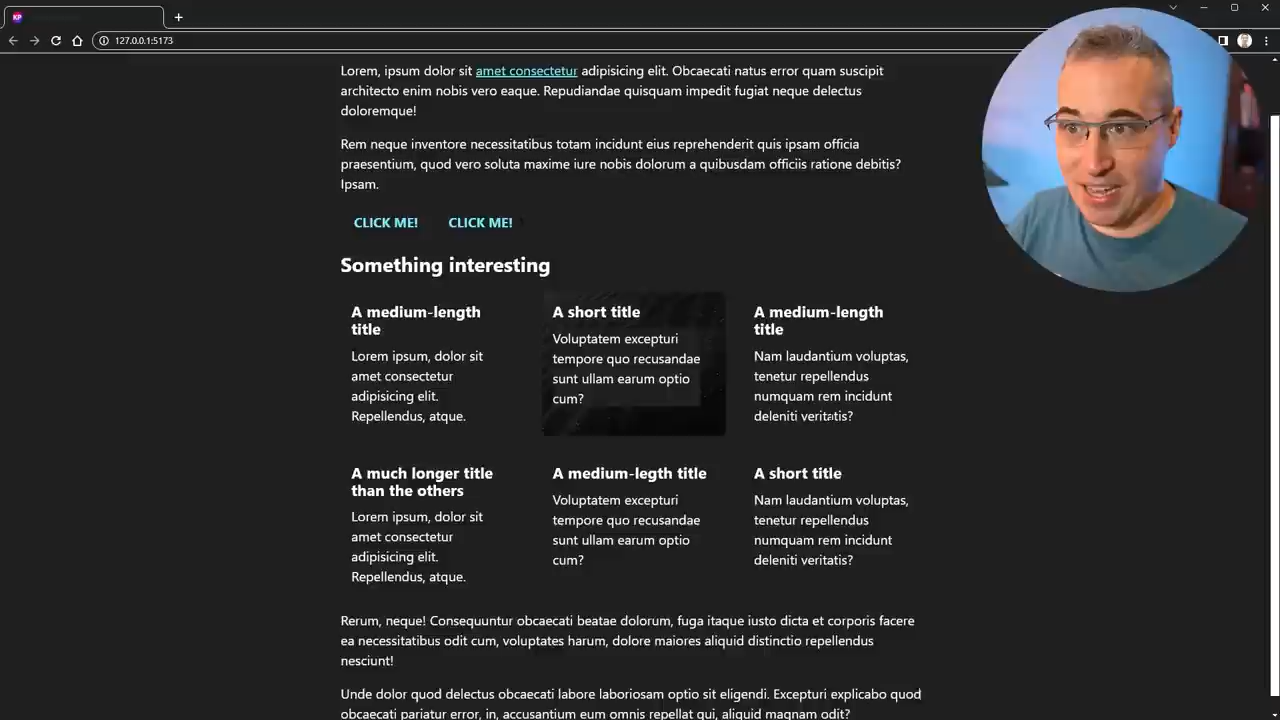 KP
127.0.0.1:5173
Lorem, ipsum dolor sit amet consectetur adipisicing elit. Obcaecati natus error quam suscipit
architecto enim nobis vero eaque. Repudiandae quisquam impedit fugiat neque delectus
doloremque!
Rem neque inventore necessitatibus totam incidunt eius reprehenderit quis ipsam officia
praesentium, quod vero soluta maxime iure nobis dolorum a quibusdam officiis ratione debitis?
Ipsam.
CLICK ME! CLICK ME!
Something interesting
A medium-length
title
Lorem ipsum, dolor sit
amet consectetur
adipisicing elit.
Repellendus, atque.
A short title
Voluptatem excepturi
tempore quo recusandae
sunt ullam earum optio
cum?
A medium-length
title
Nam laudantium voluptas,
tenetur repellendus
numquam rem incidunt
deleniti veritatis?
A much longer title
than the others
Lorem ipsum, dolor sit
amet consectetur
adipisicing elit.
Repellendus, atque.
A medium-legth title
Voluptatem excepturi
tempore quo recusandae
sunt ullam earum optio
cum?
A short title
Nam laudantium voluptas,
tenetur repellendus
numquam rem incidunt
deleniti veritatis?
Rerum, neque! Consequuntur obcaecati beatae dolorum, fuga itaque iusto dicta et corporis facere
ea necessitatibus odit cum, voluptates harum, dolore maiores aliquid distinctio repellendus
nesciunt!
Unde dolor quod delectus obcaecati labore laboriosam optio sit eligendi. Excepturi explicabo quod
obcaecati pariatur error, in, accusantium eum omnis repellat qui, aliquid magnam odit?